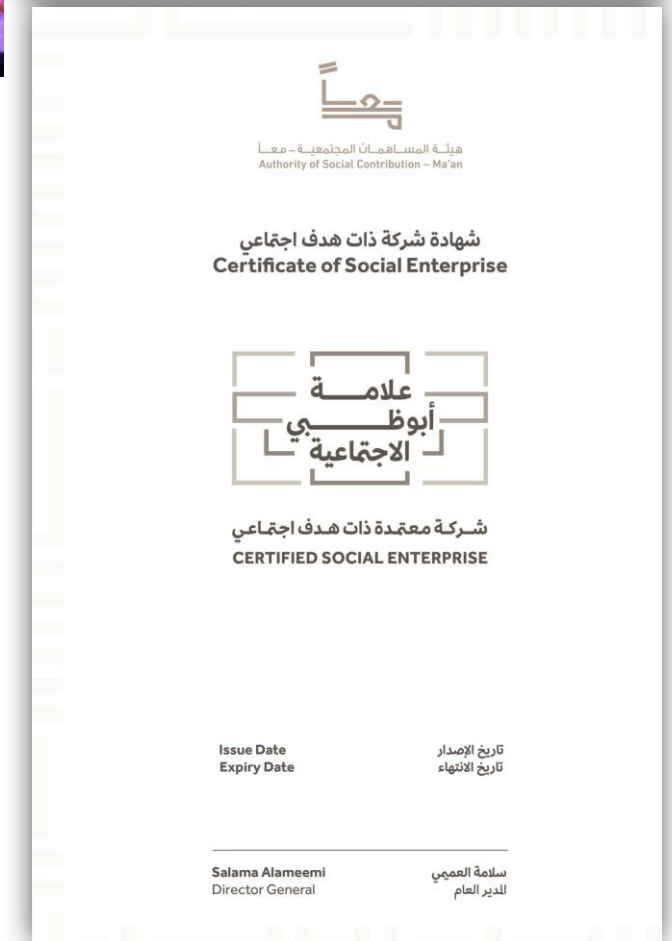 معاً
هيئة المساهمات المجتمعية – معاً
Authority of Social Contribution – Ma'an
شهادة شركة ذات هدف اجتماعي
Certificate of Social Enterprise
علامة
أبوظبي
الاجتماعية
شركة معتمدة ذات هدف اجتماعي
CERTIFIED SOCIAL ENTERPRISE
Issue Date تاريخ الإصدار
Expiry Date تاريخ الانتهاء
Salama Alameemi سلامة العميمي
Director General المدير العام